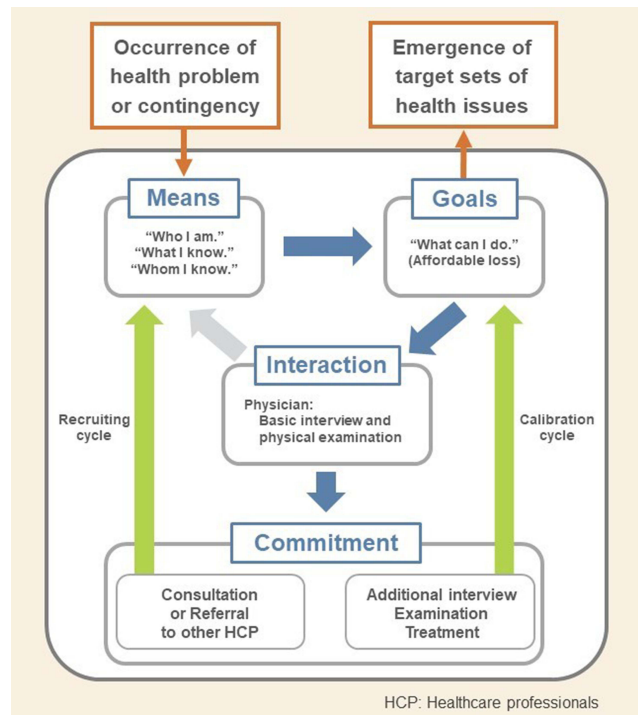 Occurrence of
health problem
or contingency
Emergence of
target sets of
health issues
Means
“Who I am.”
“What I know.”
“Whom I know.”
Goals
“What can I do.”
(Affordable loss)
Interaction
Physician:
Basic interview and
physical examination
Recruiting
cycle
Calibration
cycle
Commitment
Consultation
or Referral
to other HCP
Additional interview
Examination
Treatment
HCP: Healthcare professionals